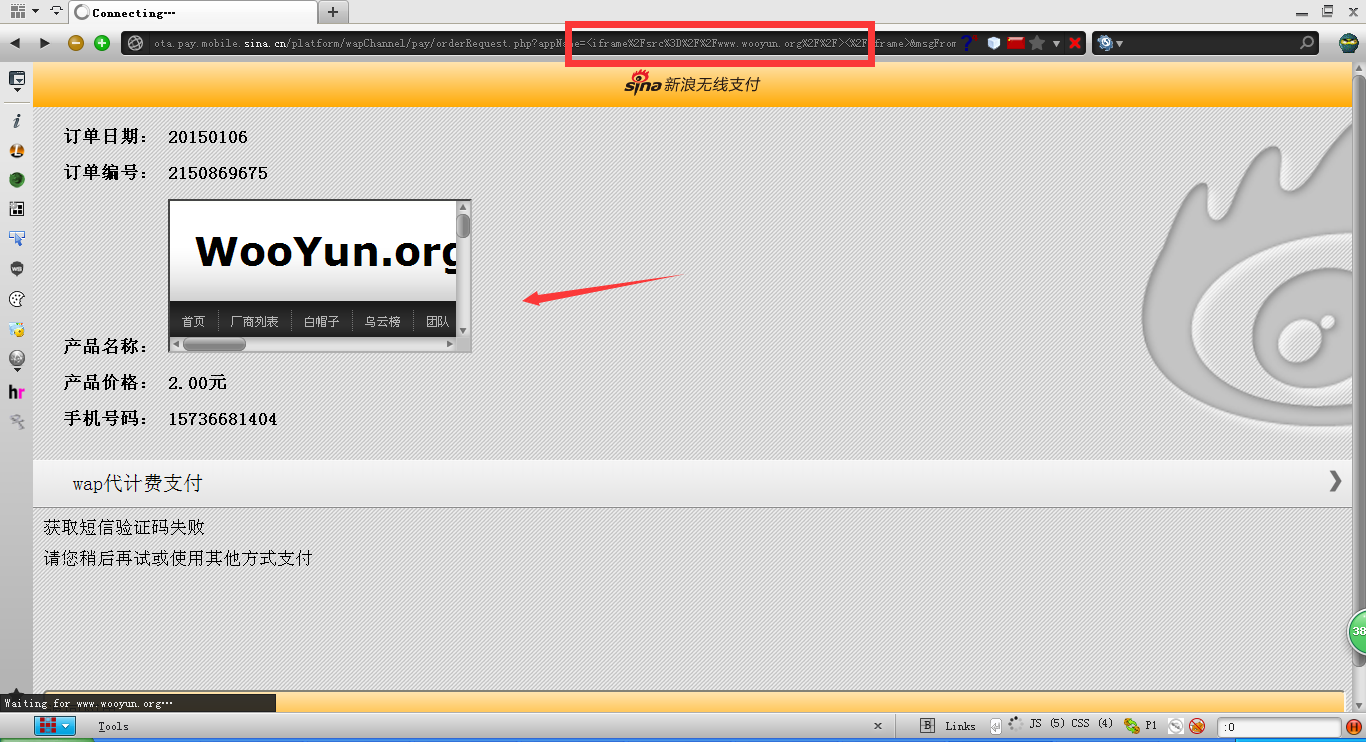 Connecting…
ota.pay.mobile.sina.cn/platform/wapChannel/pay/orderRequest.php?appName=<iframe%2Fsrc%3D%2F%2Fwww.wooyun.org%2F%2F><%2Fiframe>&msgFrom
sina 新浪无线支付
订单日期： 20150106
订单编号： 2150869675
WooYun.org
首页 厂商列表 白帽子 乌云榜 团队
产品名称：
产品价格： 2.00元
手机号码： 15736681404
wap代计费支付
获取短信验证码失败
请您稍后再试或使用其他方式支付
38
Waiting for www.wooyun.org…
hr
Tools
B Links JS (5) CSS (4) P1 :0 H